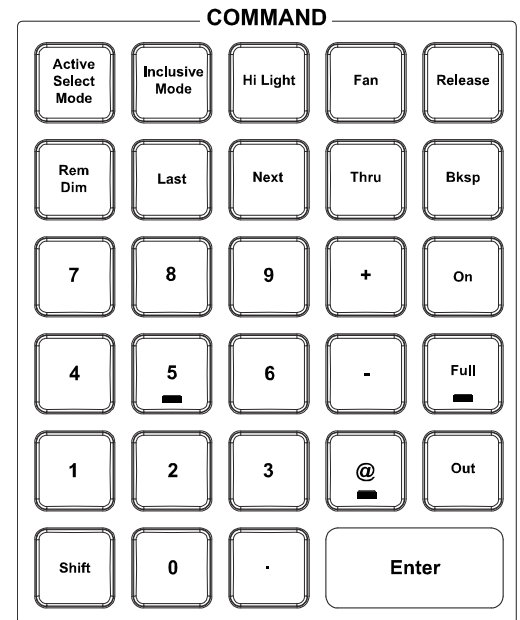 COMMAND
Active
Select
Mode
Inclusive
Mode
Hi Light
Fan
Release
Rem
Dim
Last
Next
Thru
Bksp
7
8
9
+
On
4
5
6
-
Full
1
2
3
@
Out
Shift
0
.
Enter